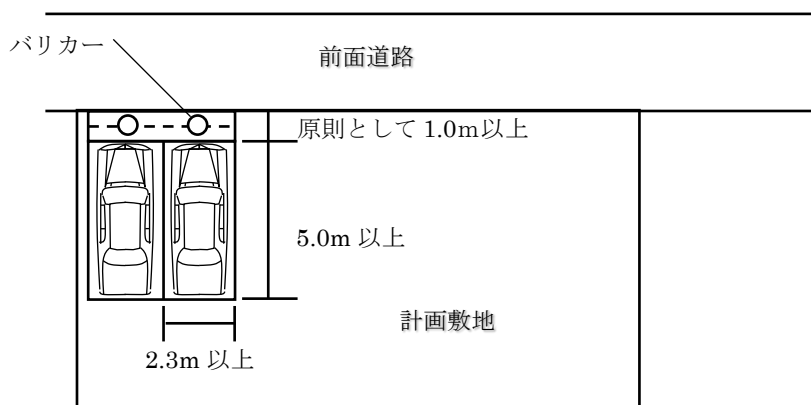 前面道路
バリカー
原則として 1.0m以上
5.0m 以上
計画敷地
2.3m 以上